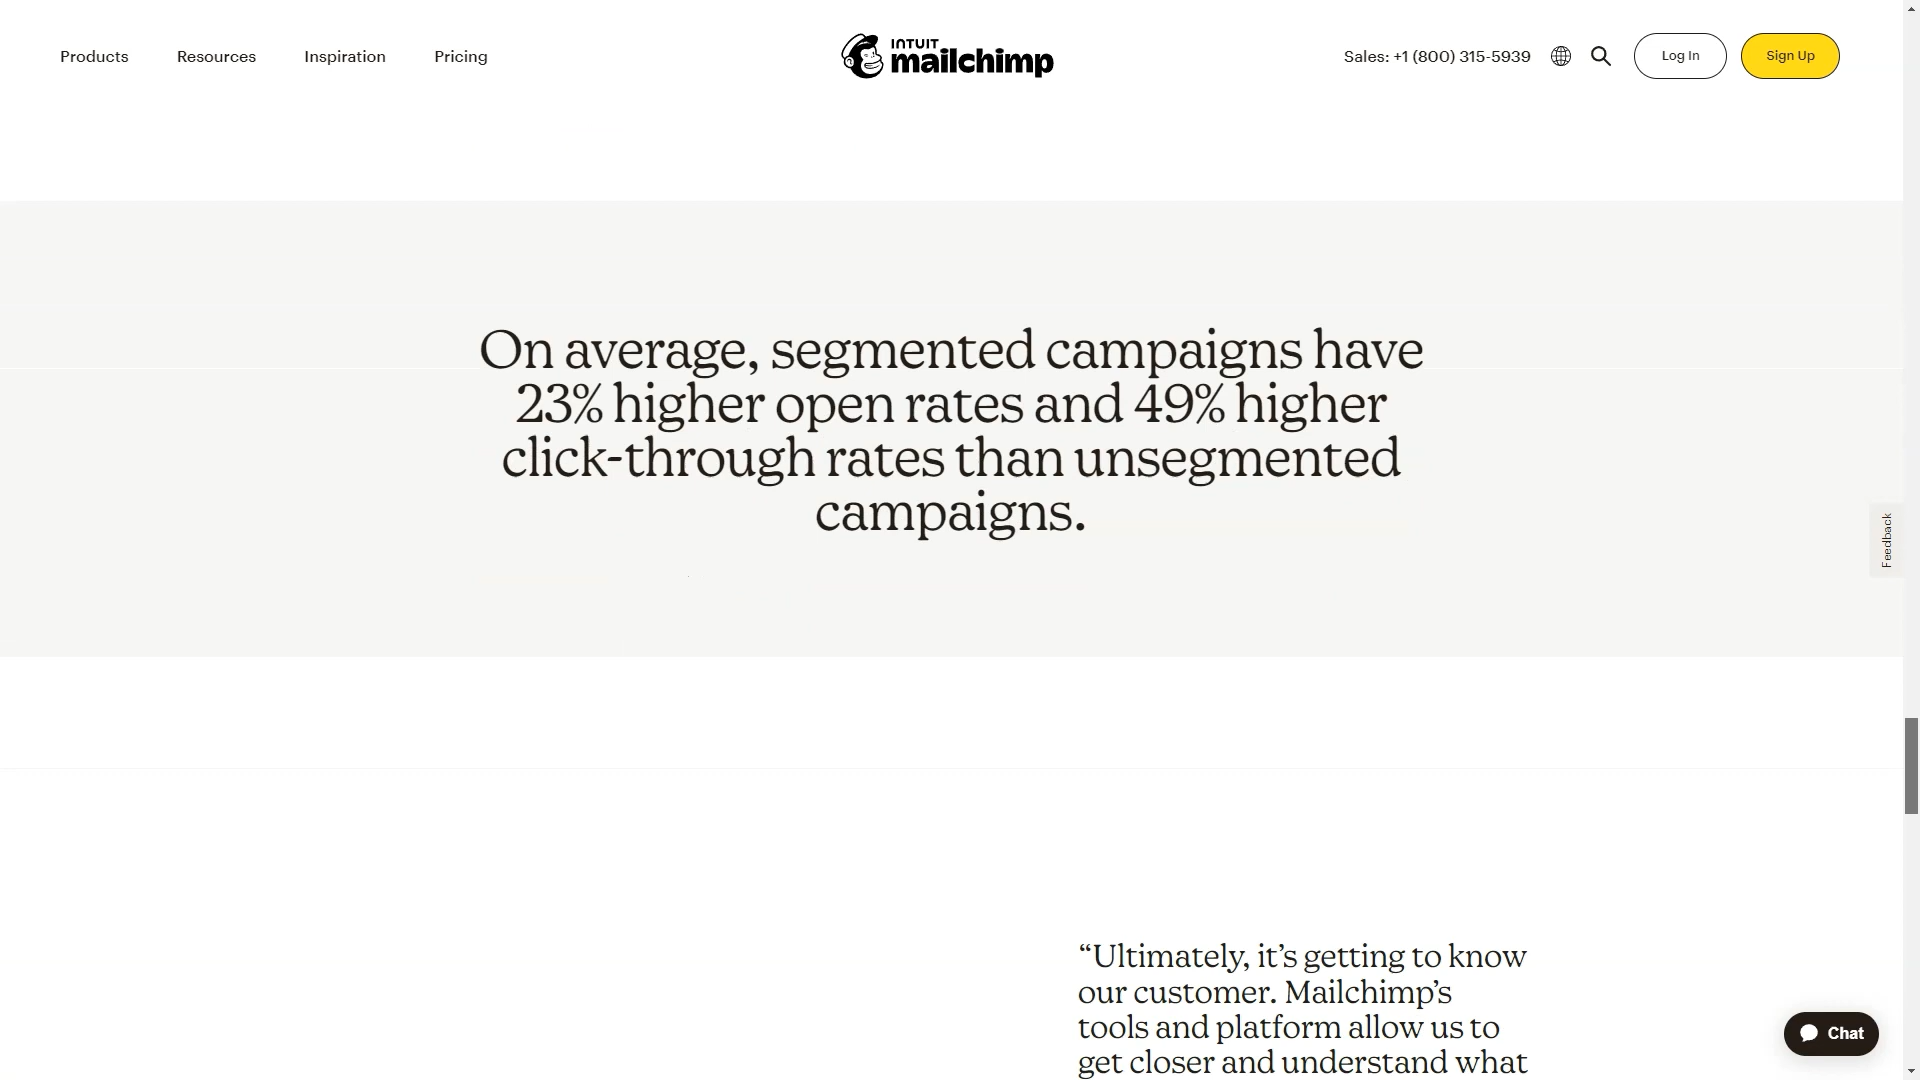 Products Resources Inspiration Pricing INTUIT mailchimp Sales: +1 (800) 315-5939 Log In Sign Up
On average, segmented campaigns have
23% higher open rates and 49% higher
click-through rates than unsegmented
campaigns.
Feedback
“Ultimately, it’s getting to know
our customer. Mailchimp’s
tools and platform allow us to
get closer and understand what
Chat